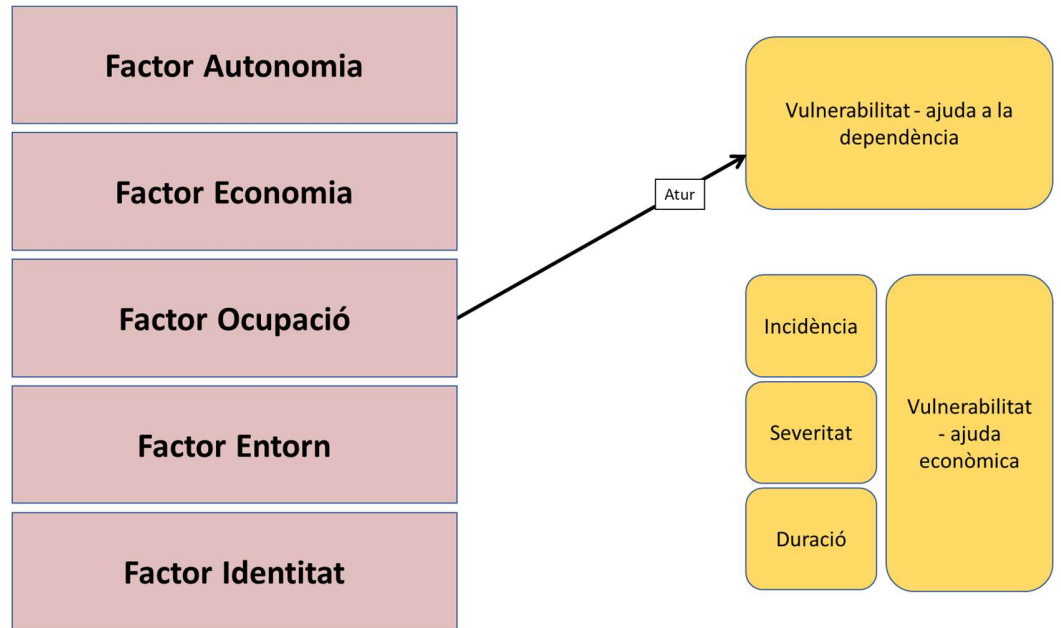 Factor Autonomia
Factor Economia
Factor Ocupació
Factor Entorn
Factor Identitat
Atur
Vulnerabilitat - ajuda a la
dependència
Incidència
Severitat
Duració
Vulnerabilitat
- ajuda
econòmica